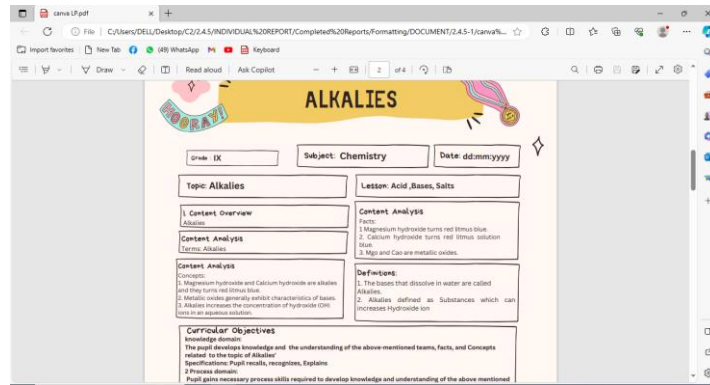 canva LP.pdf
File
C:/Users/DELL/Desktop/C2/2.4.5/INDIVIDUAL%20REPORT/Completed%20Reports/Formatting/DOCUMENT/2.4.5-1/canva%...
Import favorites
New Tab
(49) WhatsApp
Keyboard
Draw
Read aloud
Ask Copilot
2
of 4
HOORAY!
ALKALIES
Grade : IX
Subject: Chemistry
Date: dd:mm:yyyy
Topic: Alkalies
Lesson: Acid ,Bases, Salts
1. Content Overview
Alkalies
Content Analysis
Terms: Alkalies
Content Analysis
Facts:
1 Magnesium hydroxide turns red litmus blue.
2. Calcium hydroxide turns red litmus solution
blue.
3. Mgo and Cao are metallic oxides.
Content Analysis
Concepts:
1. Magnesium hydroxide and Calcium hydroxide are alkalies
and they turns red litmus blue.
2. Metallic oxides generally exhibit characteristics of bases.
3. Alkalies increases the concentration of hydroxide (OH)
ions in an aqueous solution.
Definitions:
1. The bases that dissolve in water are called
Alkalies.
2. Alkalies defined as Substances which can
increases Hydroxide ion
Curricular Objectives
knowledge domain:
The pupil develops knowledge and the understanding of the above-mentioned teams, facts, and Concepts
related to the topic of Alkalies'
Specifications: Pupil recalls, recognizes, Explains
2 Process domain:
Pupil gains necessary process skills required to develop knowledge and understanding of the above mentioned